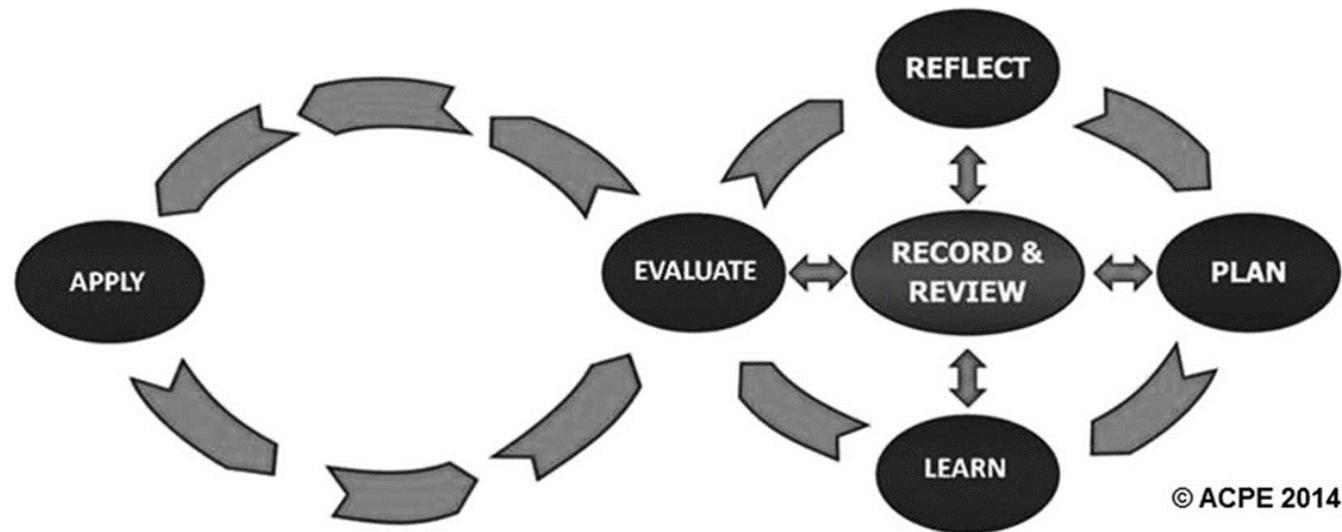 REFLECT
APPLY
EVALUATE
RECORD &
REVIEW
PLAN
LEARN
© ACPE 2014